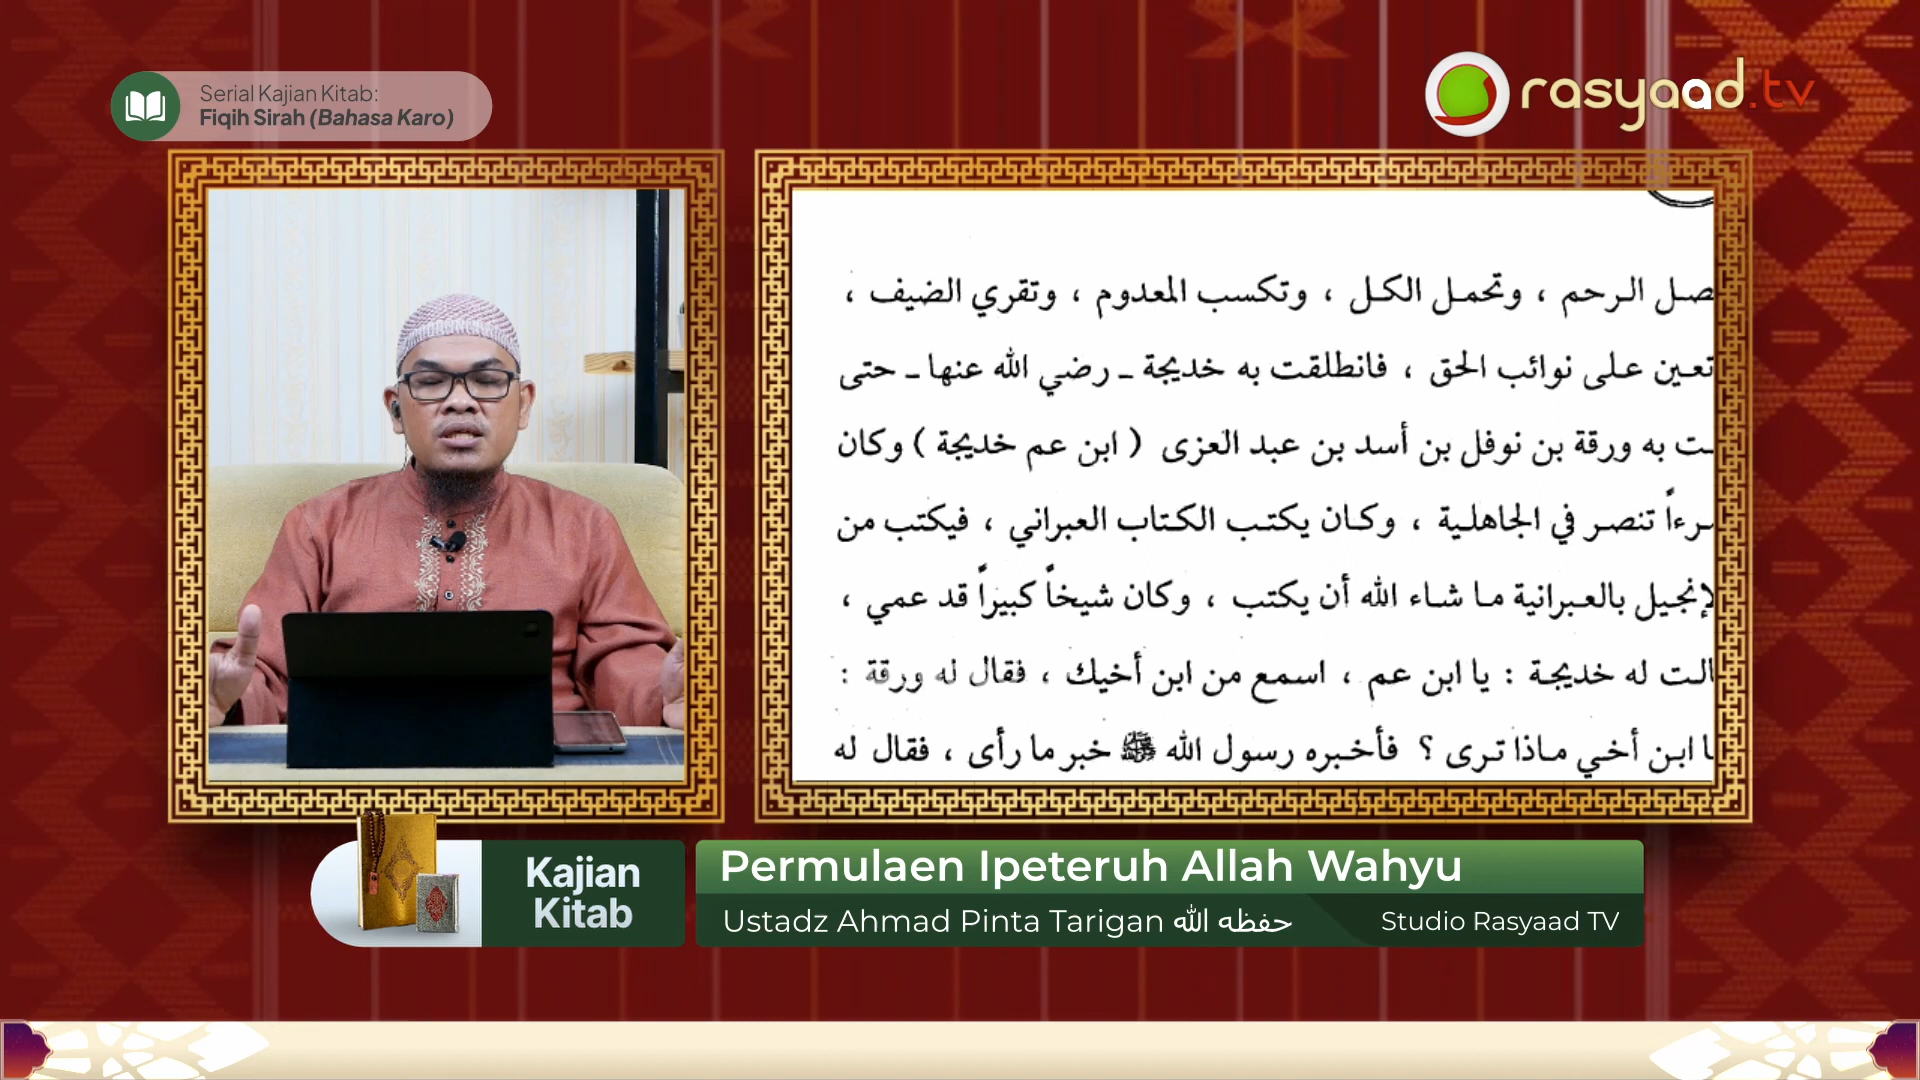 Serial Kajian Kitab:
Fiqih Sirah (Bahasa Karo)
rasyaad.tv
صل الرحم ، وتحمل الكل ، وتكسب المعدوم ، وتقري الضيف ،
تعين على نوائب الحق ، فانطلقت به خديجة ـ رضي الله عنها ـ حتى
به ورقة بن نوفل بن أسد بن عبد العزى ( ابن عم خديجة ) وكان
تنصر في الجاهلية ، وكان يكتب الكتاب العبراني ، فيكتب من
لإنجيل بالعبرانية ما شاء الله أن يكتب ، وكان شيخاً كبيراً قد عمي ،
الت له خديجة : يا ابن عم ، اسمع من ابن أخيك ، فقال له ورقة :
ا ابن أخي ماذا ترى ؟ فأخبره رسول الله ﷺ خبر ما رأى ، فقال له
Kajian
Kitab
Permulaen Ipeteruh Allah Wahyu
Ustadz Ahmad Pinta Tarigan حفظه الله
Studio Rasyaad TV